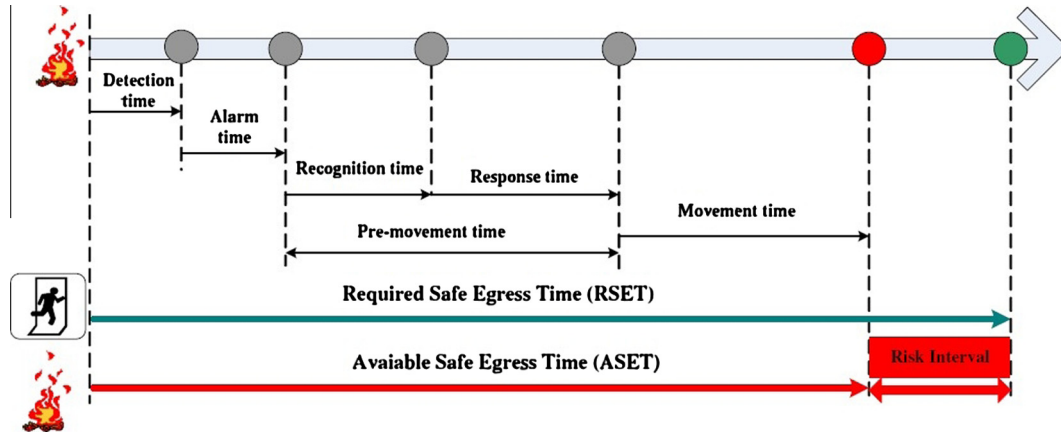 Detection
time
Alarm
time
Recognition time
Response time
Pre-movement time
Movement time
Required Safe Egress Time (RSET)
Avaiable Safe Egress Time (ASET)
Risk Interval